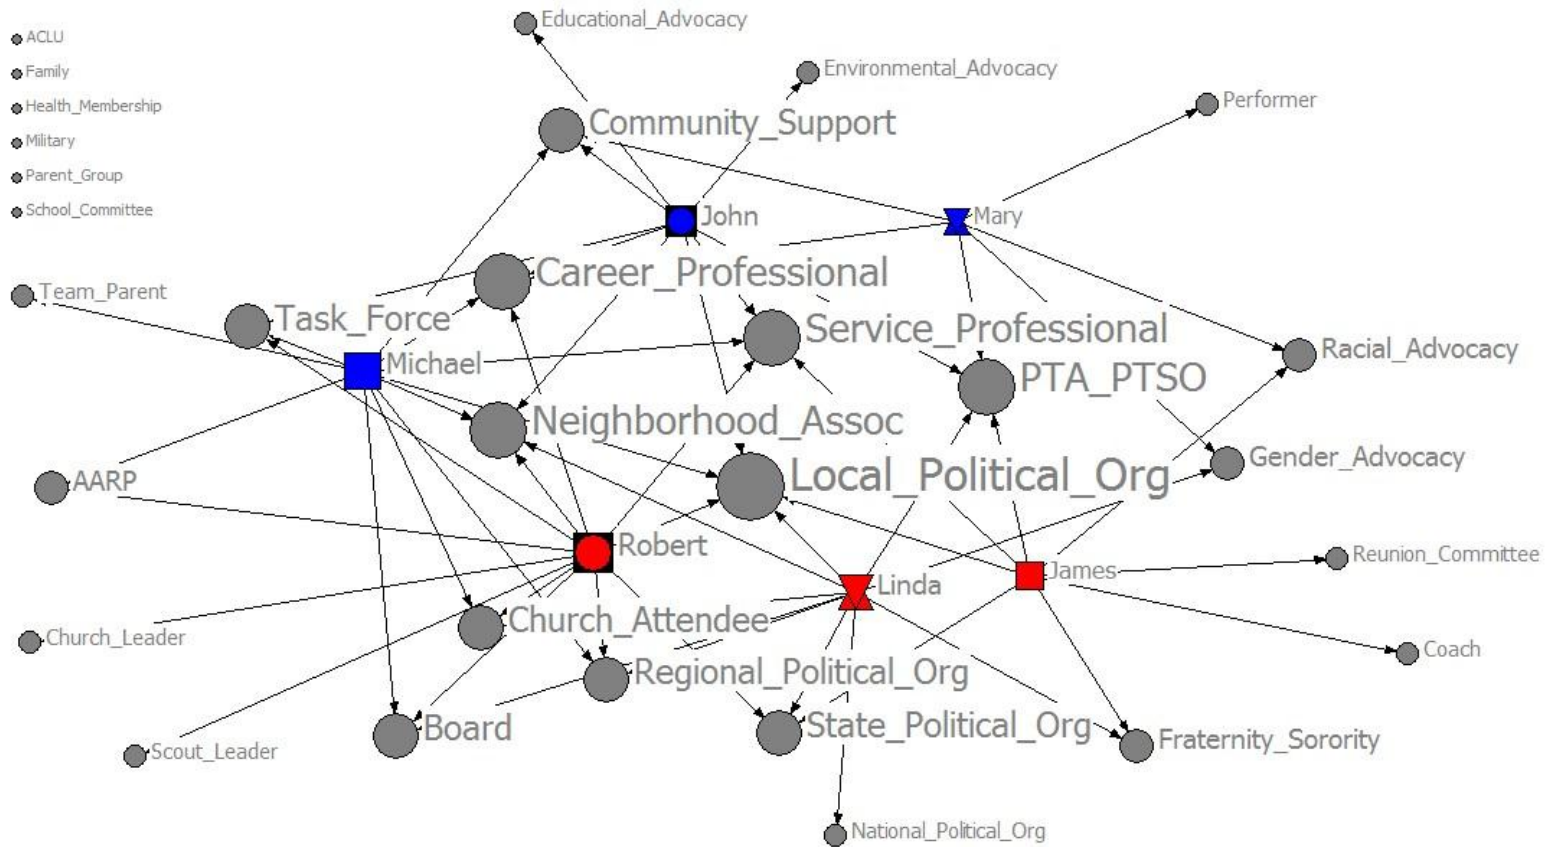 Educational_Advocacy
ACLU
Family
Environmental_Advocacy
Health_Membership
Performer
Community_Support
Military
Parent_Group
School_Committee
John
Mary
Career_Professional
Team_Parent
Task_Force
Service_Professional
Racial_Advocacy
Michael
PTA_PTSO
Neighborhood_Assoc
Gender_Advocacy
Local_Political_Org
AARP
Robert
Reunion_Committee
James
Linda
Church_Attendee
Church_Leader
Coach
Regional_Political_Org
State_Political_Org
Board
Fraternity_Sorority
Scout_Leader
National_Political_Org